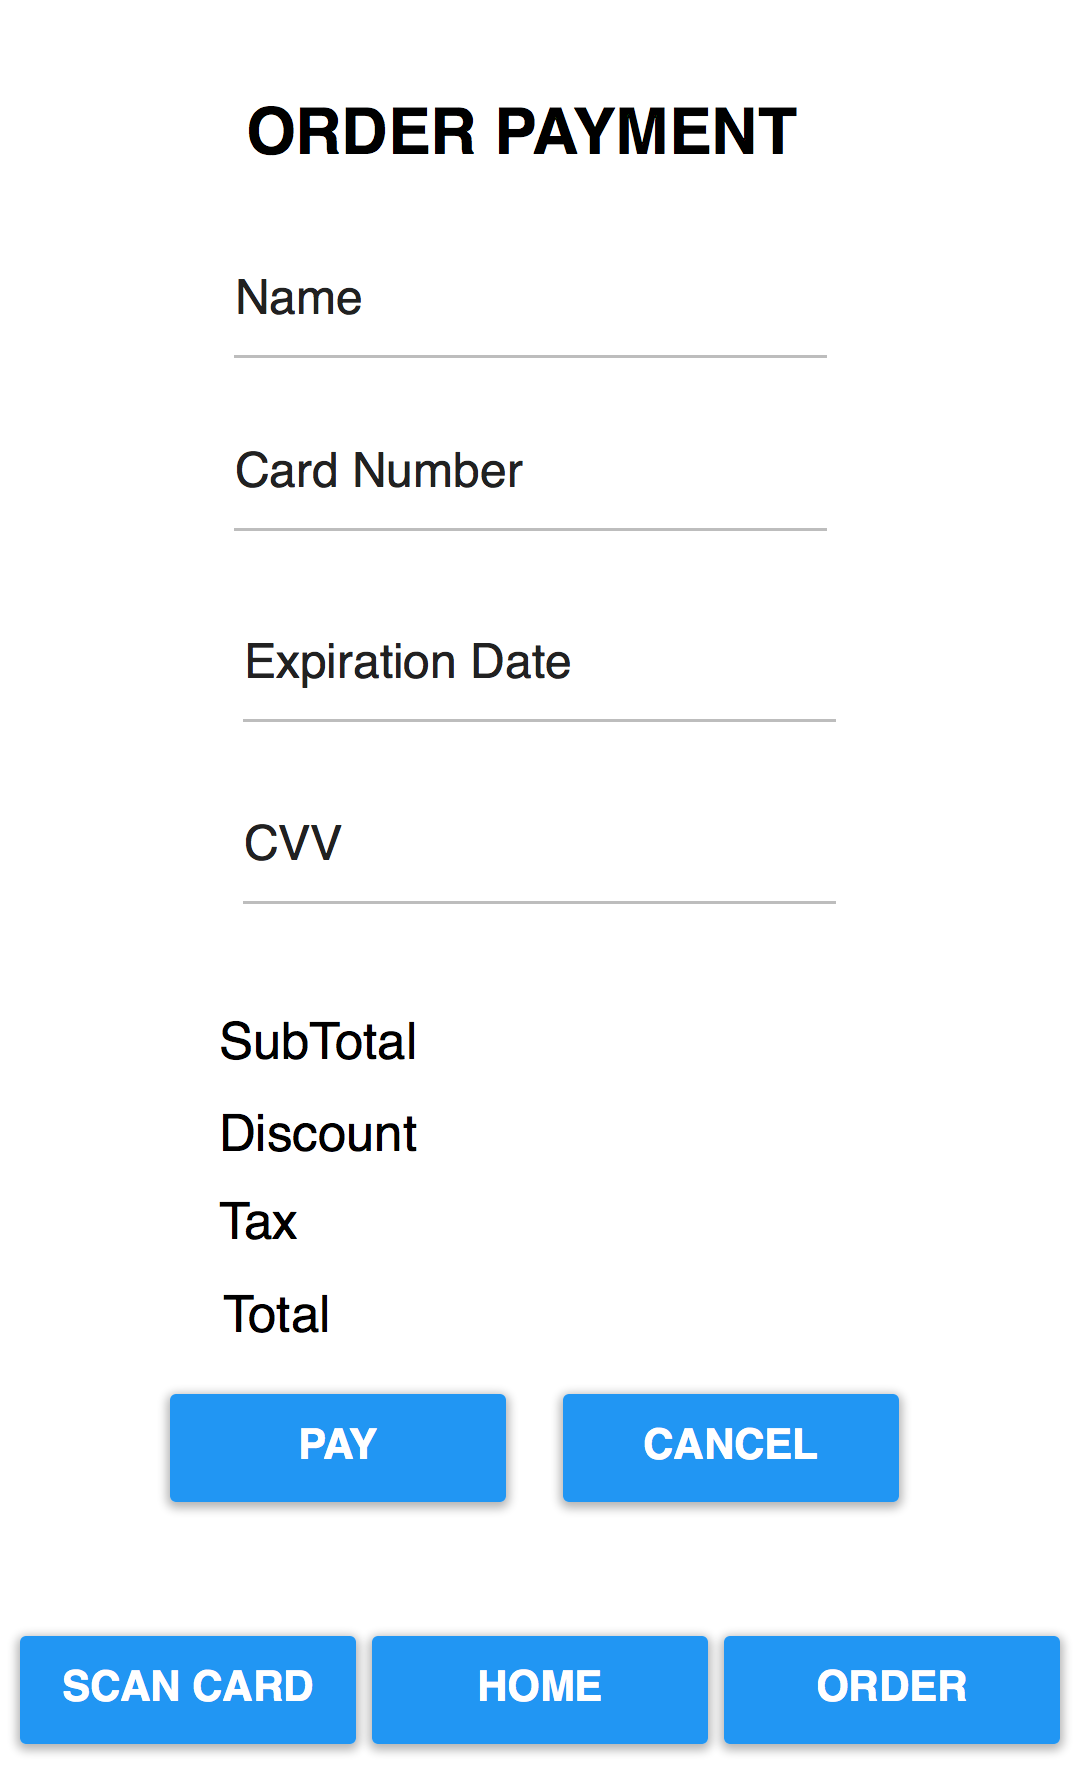 ORDER PAYMENT
Name
Card Number
Expiration Date
CVV
SubTotal
Discount
Tax
Total
PAY CANCEL
SCAN CARD HOME ORDER